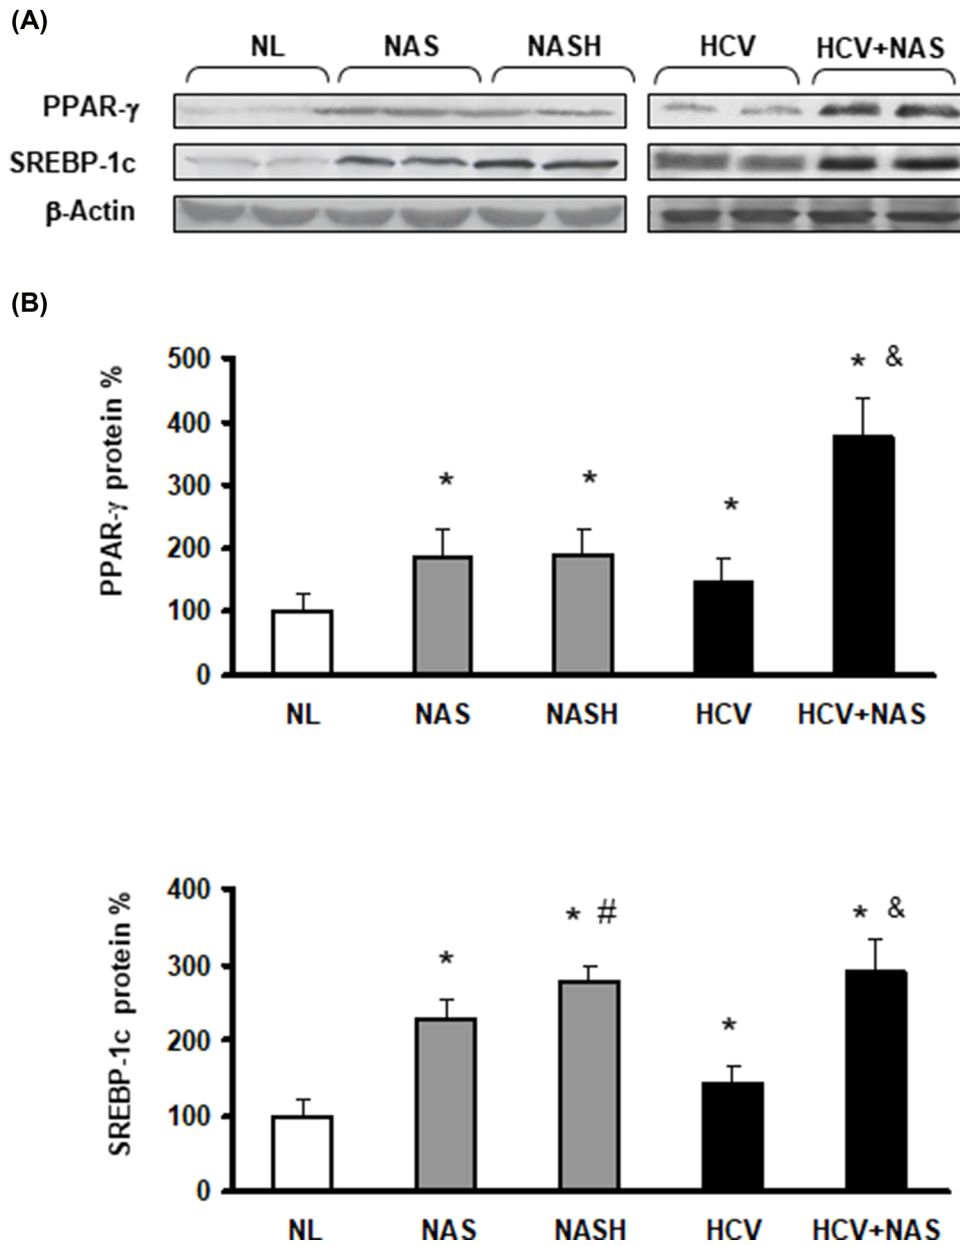 (A)
NL NAS NASH HCV HCV+NAS
PPAR-γ
SREBP-1c
β-Actin
(B)
PPAR-γ protein %
500
400
300
200
100
0
* * * * &
NL NAS NASH HCV HCV+NAS
SREBP-1c protein %
400
300
200
100
0
* * # * * &
NL NAS NASH HCV HCV+NAS